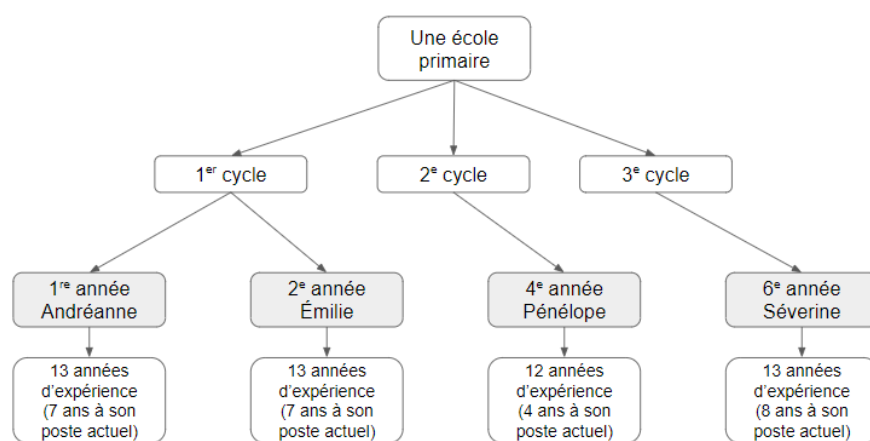 Une école
primaire
1er cycle
2e cycle
3e cycle
1re année
Andréanne
2e année
Émilie
4e année
Pénélope
6e année
Séverine
13 années
d’expérience
(7 ans à son
poste actuel)
13 années
d’expérience
(7 ans à son
poste actuel)
12 années
d’expérience
(4 ans à son
poste actuel)
13 années
d’expérience
(8 ans à son
poste actuel)